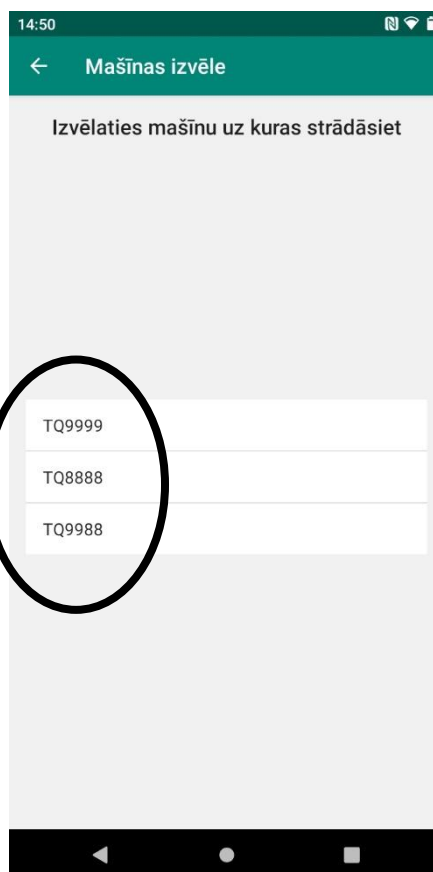 14:50
Mašīnas izvēle
Izvēlaties mašīnu uz kuras strādāsiet
TQ9999
TQ8888
TQ9988